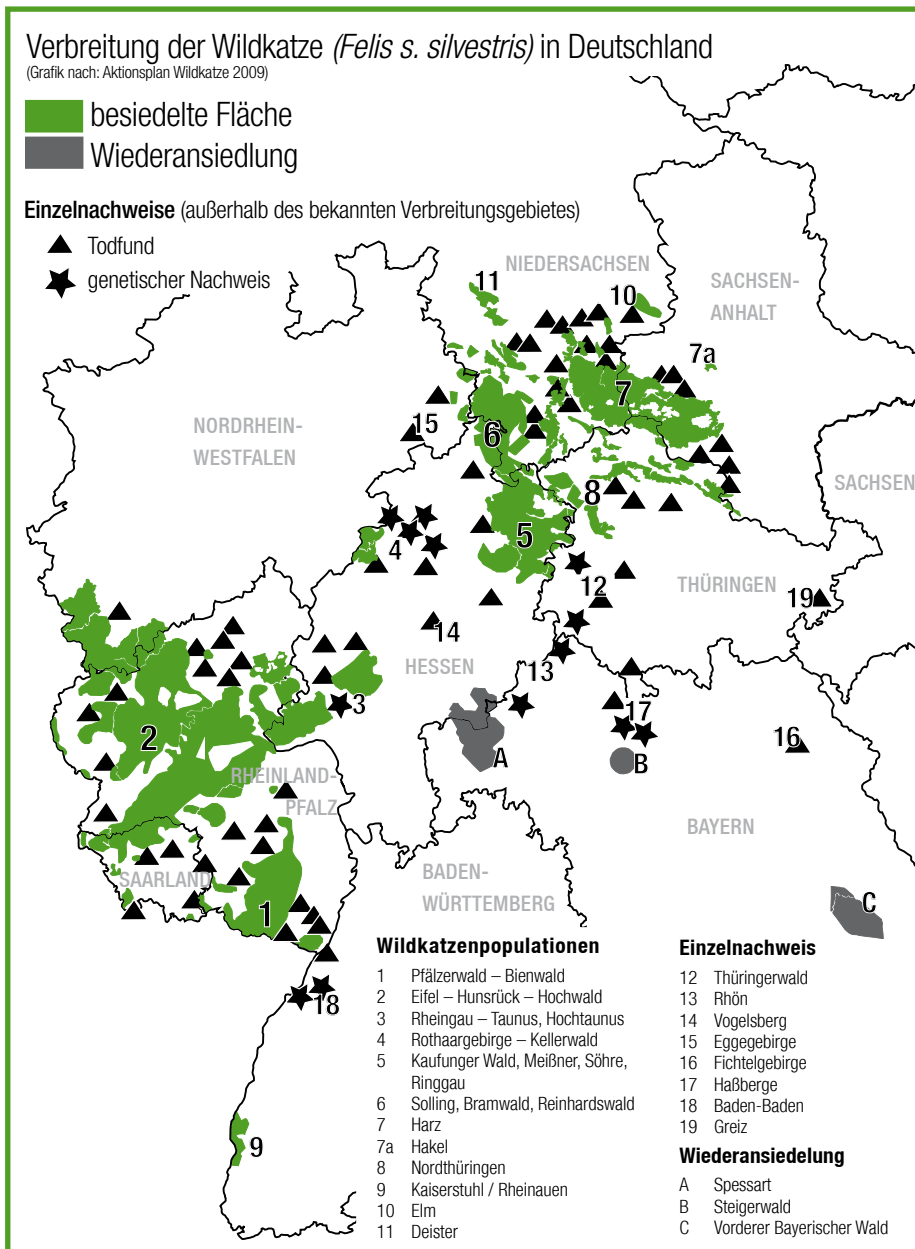 Verbreitung der Wildkatze (Felis s. silvestris) in Deutschland
(Grafik nach: Aktionsplan Wildkatze 2009)
besiedelte Fläche
Wiederansiedlung
Einzelnachweise (außerhalb des bekannten Verbreitungsgebietes)
Todfund
genetischer Nachweis
NIEDERSACHSEN
11
10
SACHSEN-
ANHALT
7a
7
15
6
NORDRHEIN-
WESTFALEN
SACHSEN
8
4
5
12
THÜRINGEN
19
14
HESSEN
13
3
17
2
16
A
B
RHEINLAND-
PFALZ
BAYERN
SAARLAND
BADEN-
WÜRTTEMBERG
C
1
18
9
Wildkatzenpopulationen
1 Pfälzerwald – Bienwald
2 Eifel – Hunsrück – Hochwald
3 Rheingau – Taunus, Hochtaunus
4 Rothaargebirge – Kellerwald
5 Kaufunger Wald, Meißner, Söhre,
Ringgau
6 Solling, Bramwald, Reinhardswald
7 Harz
7a Hakel
8 Nordthüringen
9 Kaiserstuhl / Rheinauen
10 Elm
11 Deister
Einzelnachweis
12 Thüringerwald
13 Rhön
14 Vogelsberg
15 Eggegebirge
16 Fichtelgebirge
17 Haßberge
18 Baden-Baden
19 Greiz
Wiederansiedelung
A Spessart
B Steigerwald
C Vorderer Bayerischer Wald